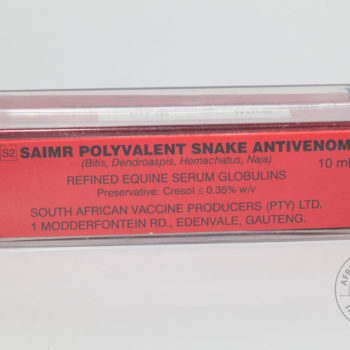 S2 SAIMR POLYVALENT SNAKE ANTIVENOM
(Bitis, Dendroaspis, Hemachatus, Naja) 10 ml
REFINED EQUINE SERUM GLOBULINS
Preservative: Cresol ≤ 0.35% w/v
SOUTH AFRICAN VACCINE PRODUCERS (PTY) LTD.
1 MODDERFONTEIN RD., EDENVALE, GAUTENG.